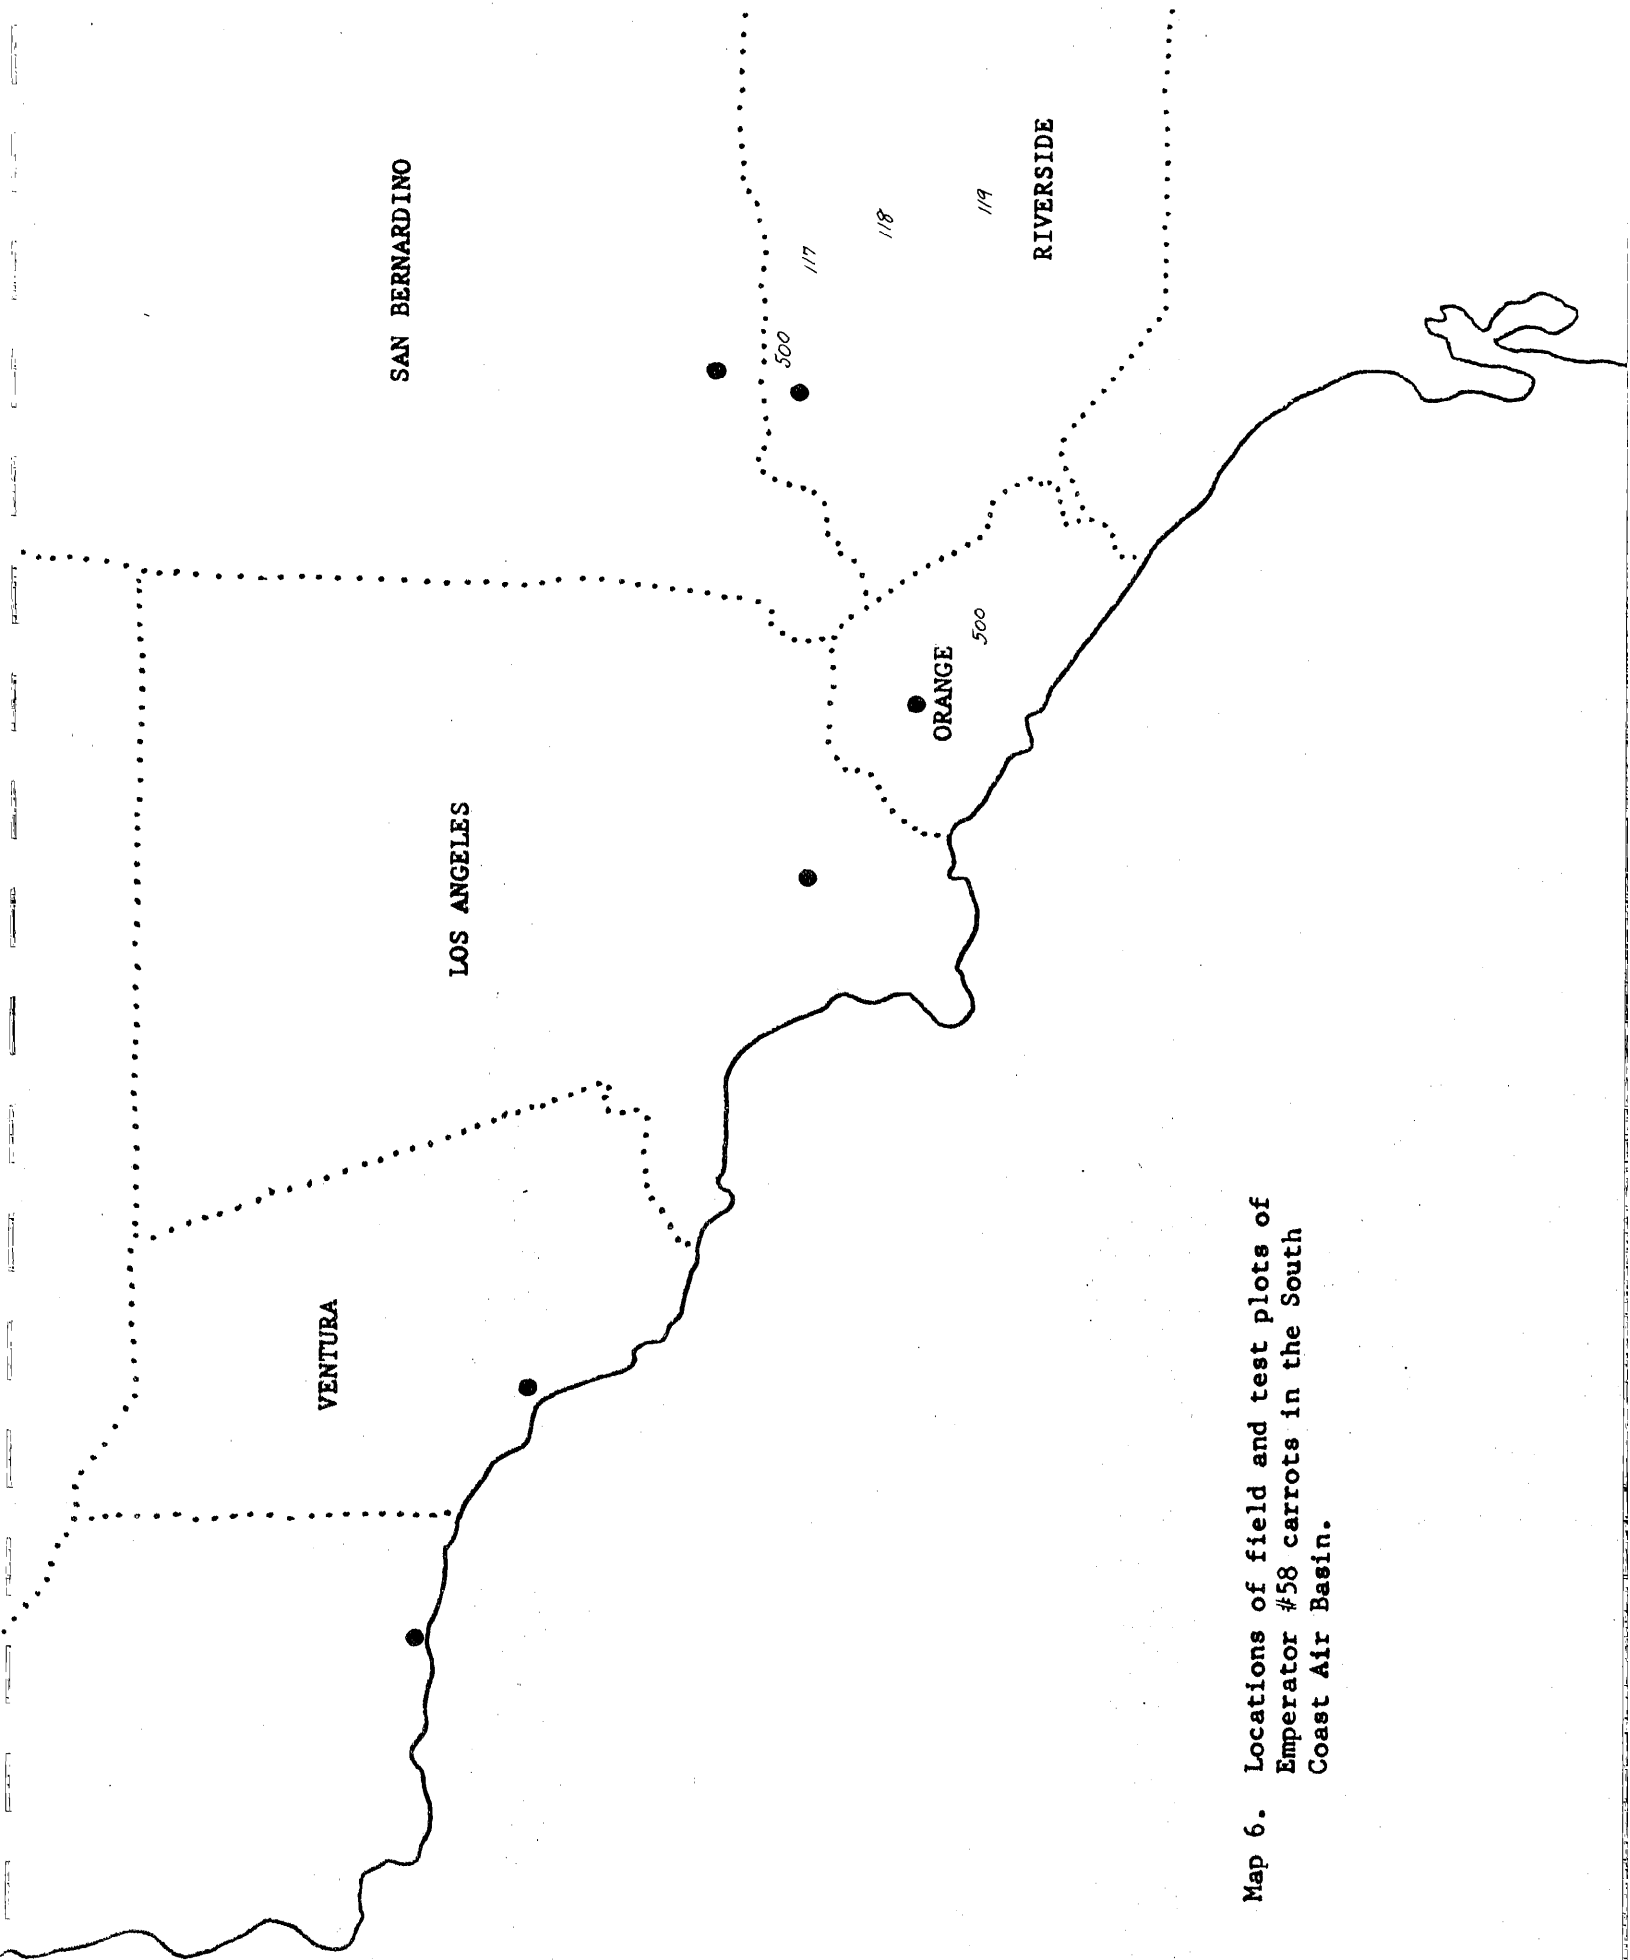 SAN BERNARDINO
LOS ANGELES
VENTURA
500
117
118
119
RIVERSIDE
ORANGE
500
Map 6. Locations of field and test plots of
Emperator #58 carrots in the South
Coast Air Basin.